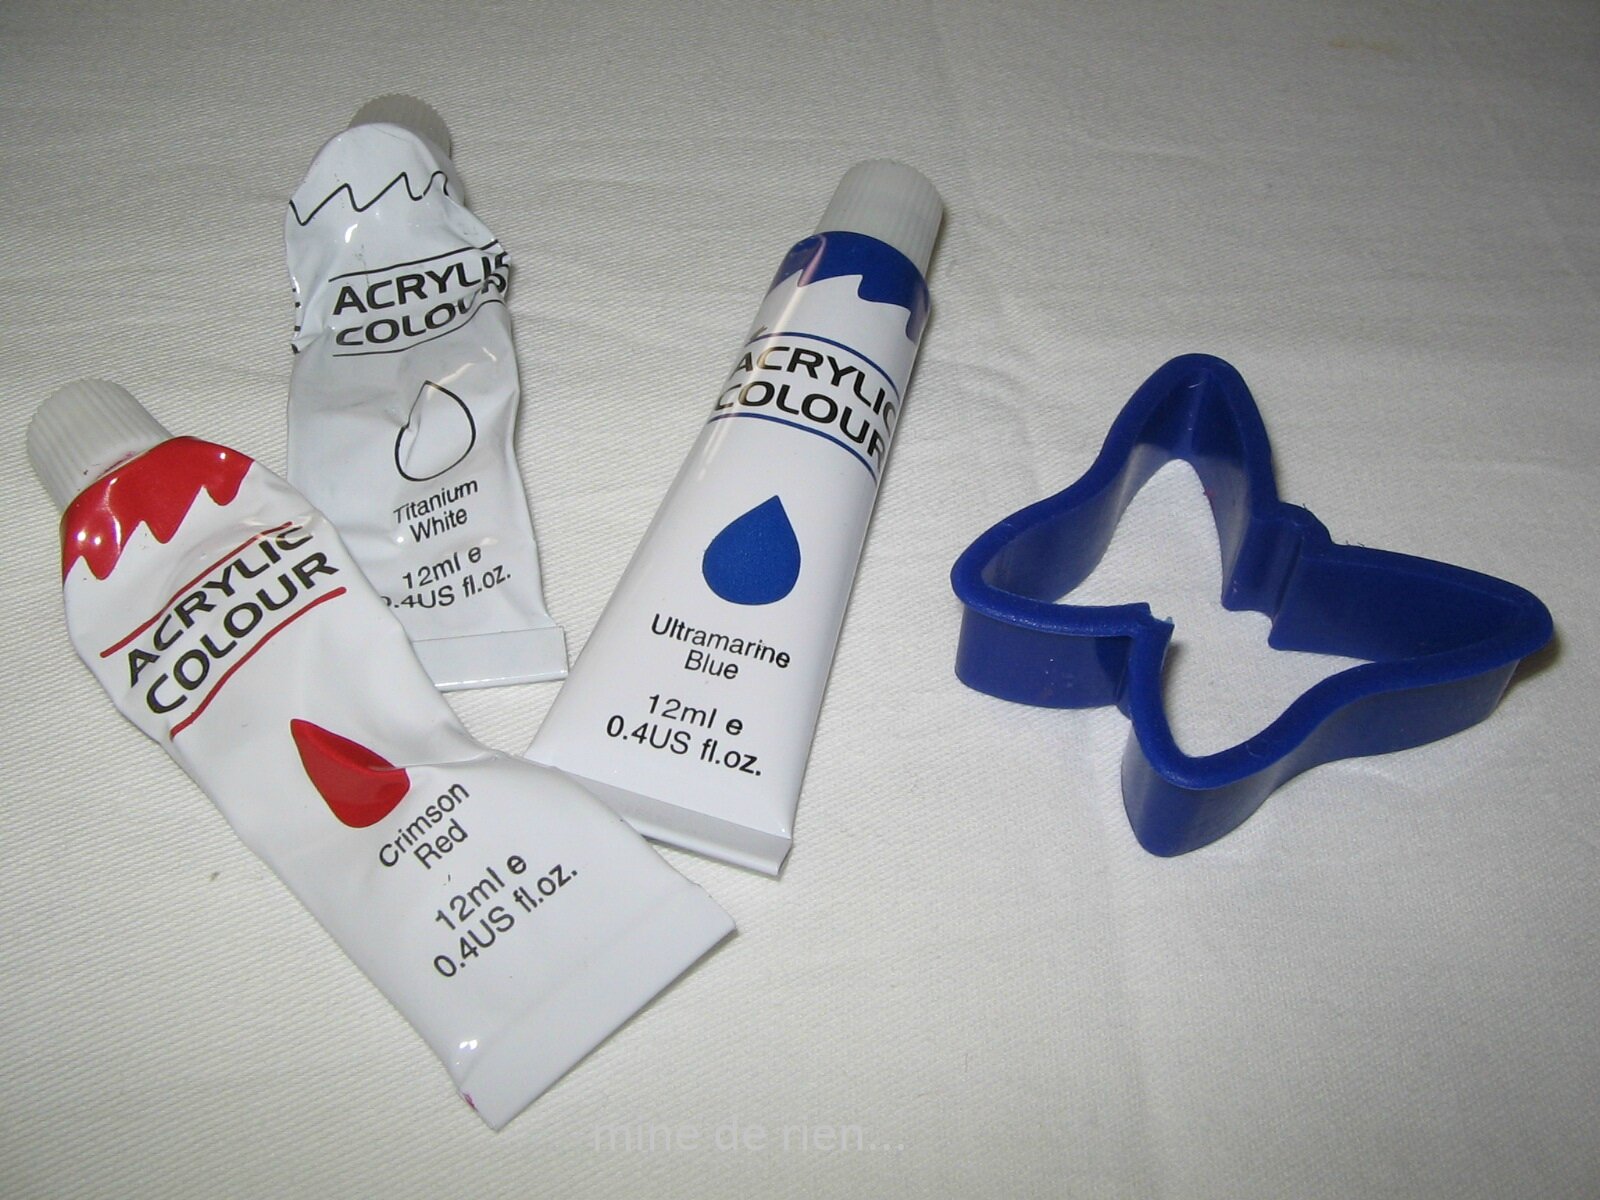 ACRYLIC
COLOUR
Titanium
White
12ml e
0.4US fl.oz.
ACRYLIC
COLOUR
Ultramarine
Blue
12ml e
0.4US fl.oz.
ACRYLIC
COLOUR
Crimson
Red
12ml e
0.4US fl.oz.
mine de rien...